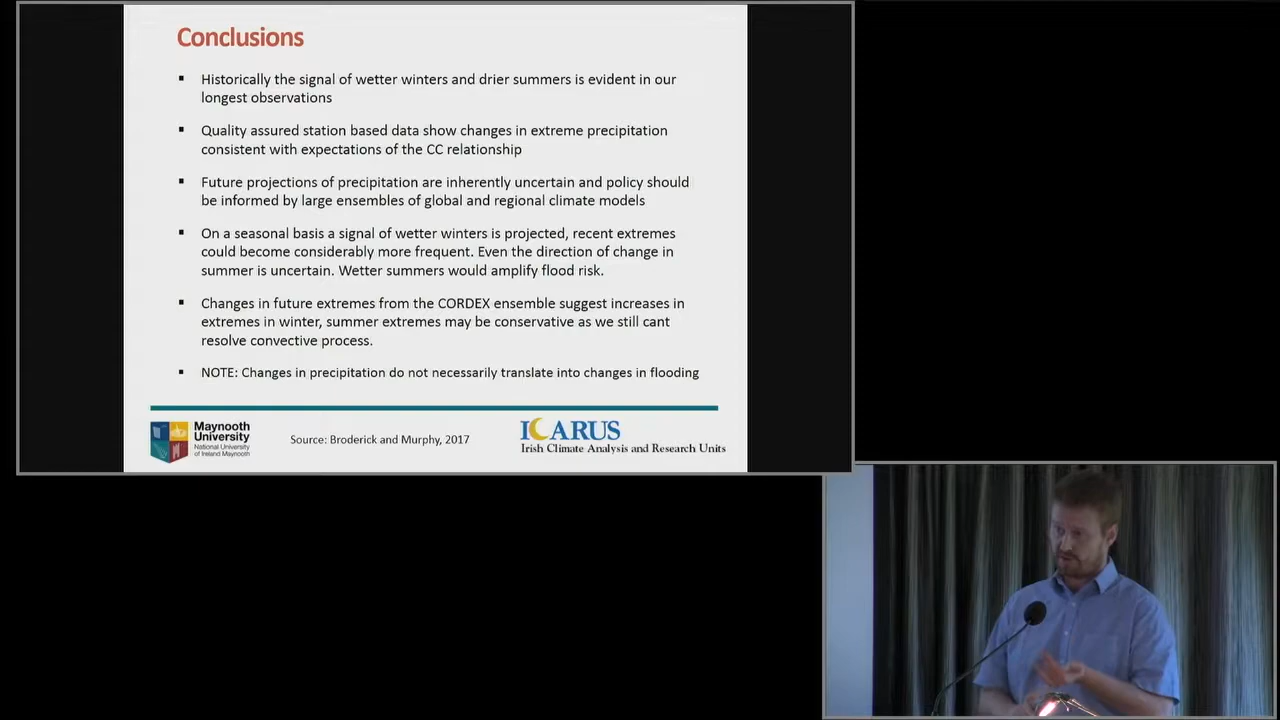 Conclusions
Historically the signal of wetter winters and drier summers is evident in our
longest observations
Quality assured station based data show changes in extreme precipitation
consistent with expectations of the CC relationship
Future projections of precipitation are inherently uncertain and policy should
be informed by large ensembles of global and regional climate models
On a seasonal basis a signal of wetter winters is projected, recent extremes
could become considerably more frequent. Even the direction of change in
summer is uncertain. Wetter summers would amplify flood risk.
Changes in future extremes from the CORDEX ensemble suggest increases in
extremes in winter, summer extremes may be conservative as we still cant
resolve convective process.
NOTE: Changes in precipitation do not necessarily translate into changes in flooding
Maynooth
University
National University
of Ireland Maynooth
Source: Broderick and Murphy, 2017
ICARUS
Irish Climate Analysis and Research Units